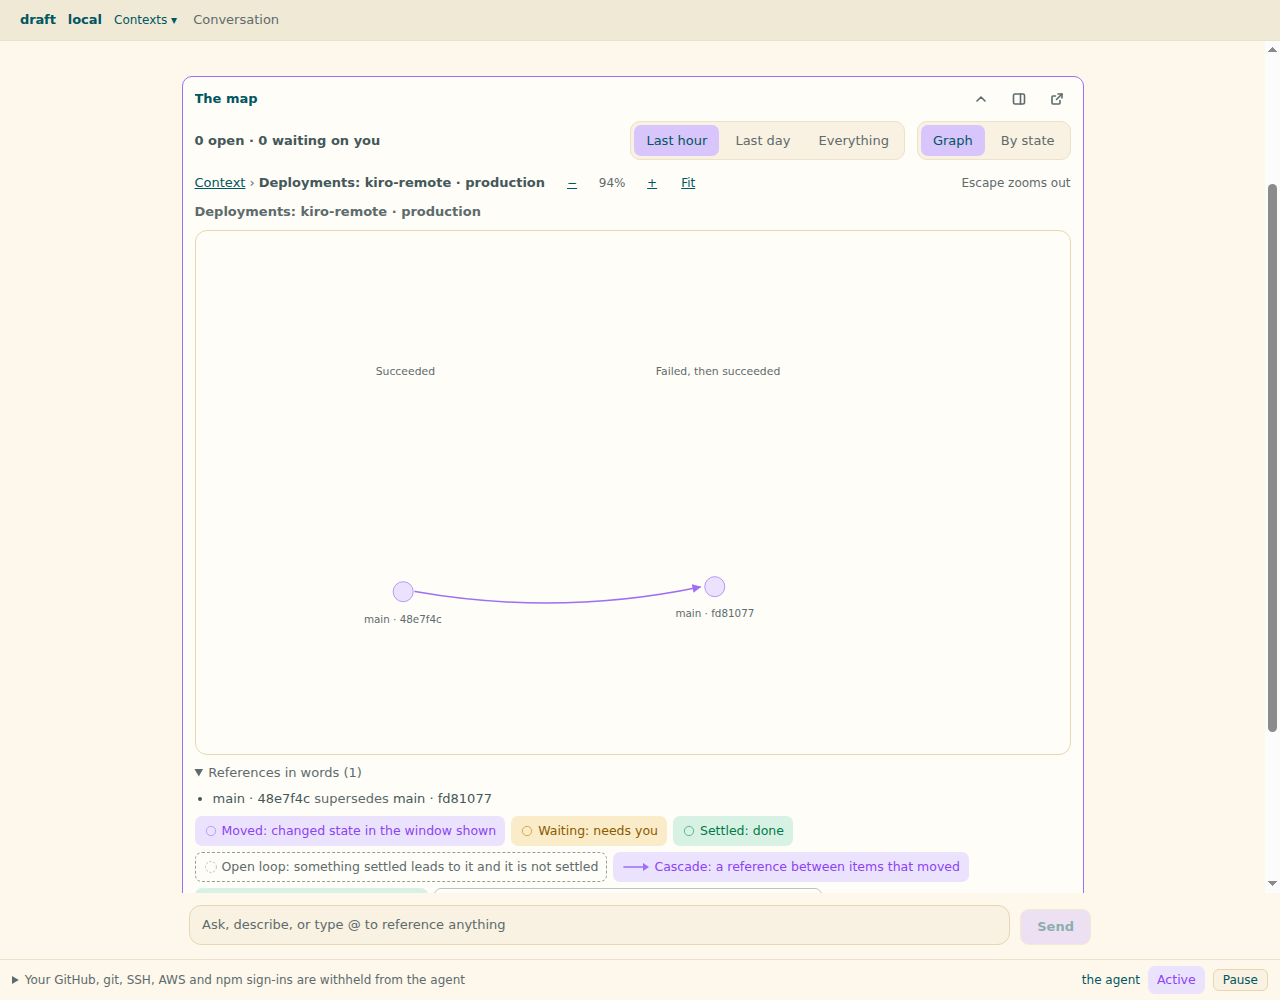 draft local Contexts ▾ Conversation
The map
0 open · 0 waiting on you
Last hour Last day Everything
Graph By state
Context › Deployments: kiro-remote · production − 94% + Fit
Escape zooms out
Deployments: kiro-remote · production
Succeeded
Failed, then succeeded
main · 48e7f4c
main · fd81077
References in words (1)
main · 48e7f4c supersedes main · fd81077
Moved: changed state in the window shown
Waiting: needs you
Settled: done
Open loop: something settled leads to it and it is not settled
Cascade: a reference between items that moved
Ask, describe, or type @ to reference anything
Send
Your GitHub, git, SSH, AWS and npm sign-ins are withheld from the agent
the agent Active Pause